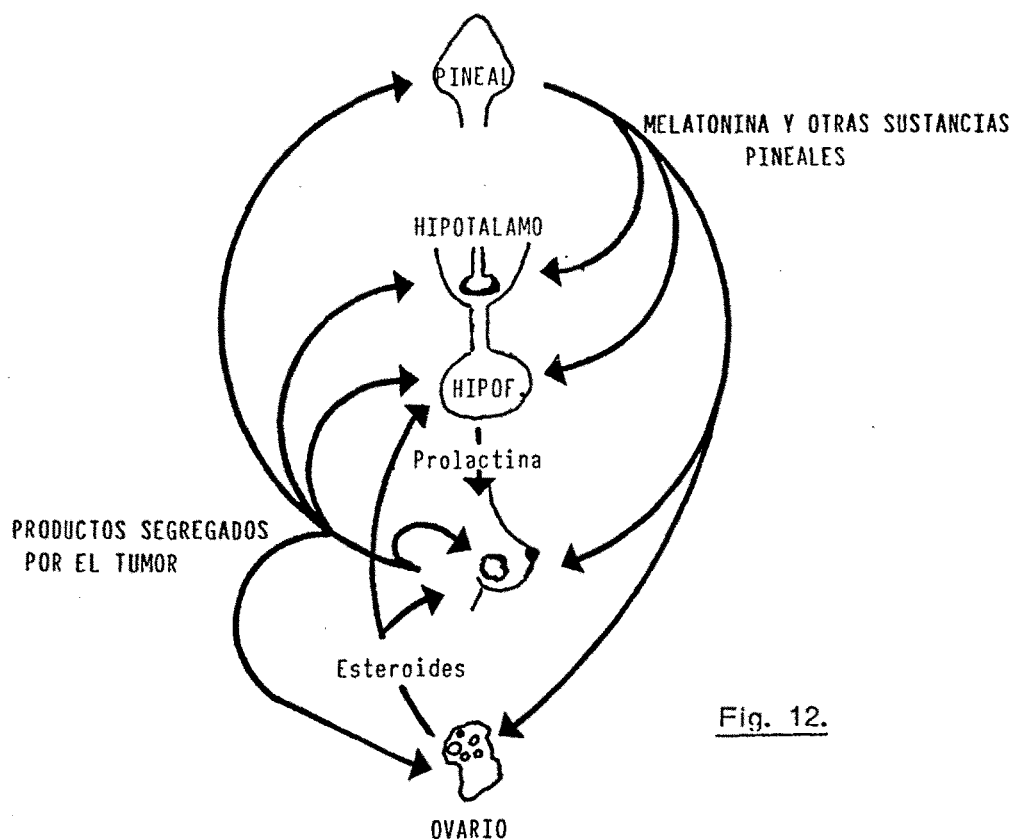 PINEAL
MELATONINA Y OTRAS SUSTANCIAS
PINEALES
HIPOTALAMO
HIPOF.
Prolactina
PRODUCTOS SEGREGADOS
POR EL TUMOR
Esteroides
Fig. 12.
OVARIO